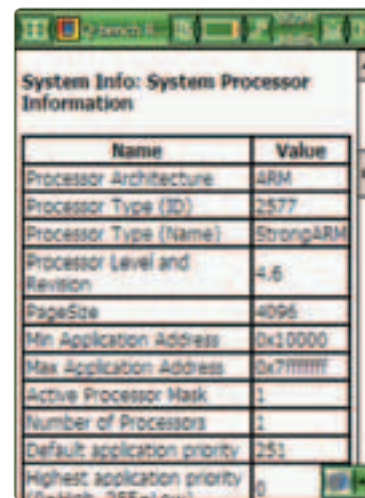 System Info: System Processor
Information
Name Value
Processor Architecture ARM
Processor Type (ID) 2577
Processor Type (Name) StrongARM
Processor Level and
Revision 4.6
PageSize 4096
Min Application Address 0x10000
Max Application Address 0x7fffffff
Active Processor Mask 1
Number of Processors 1
Default application priority 251
Highest application priority 0